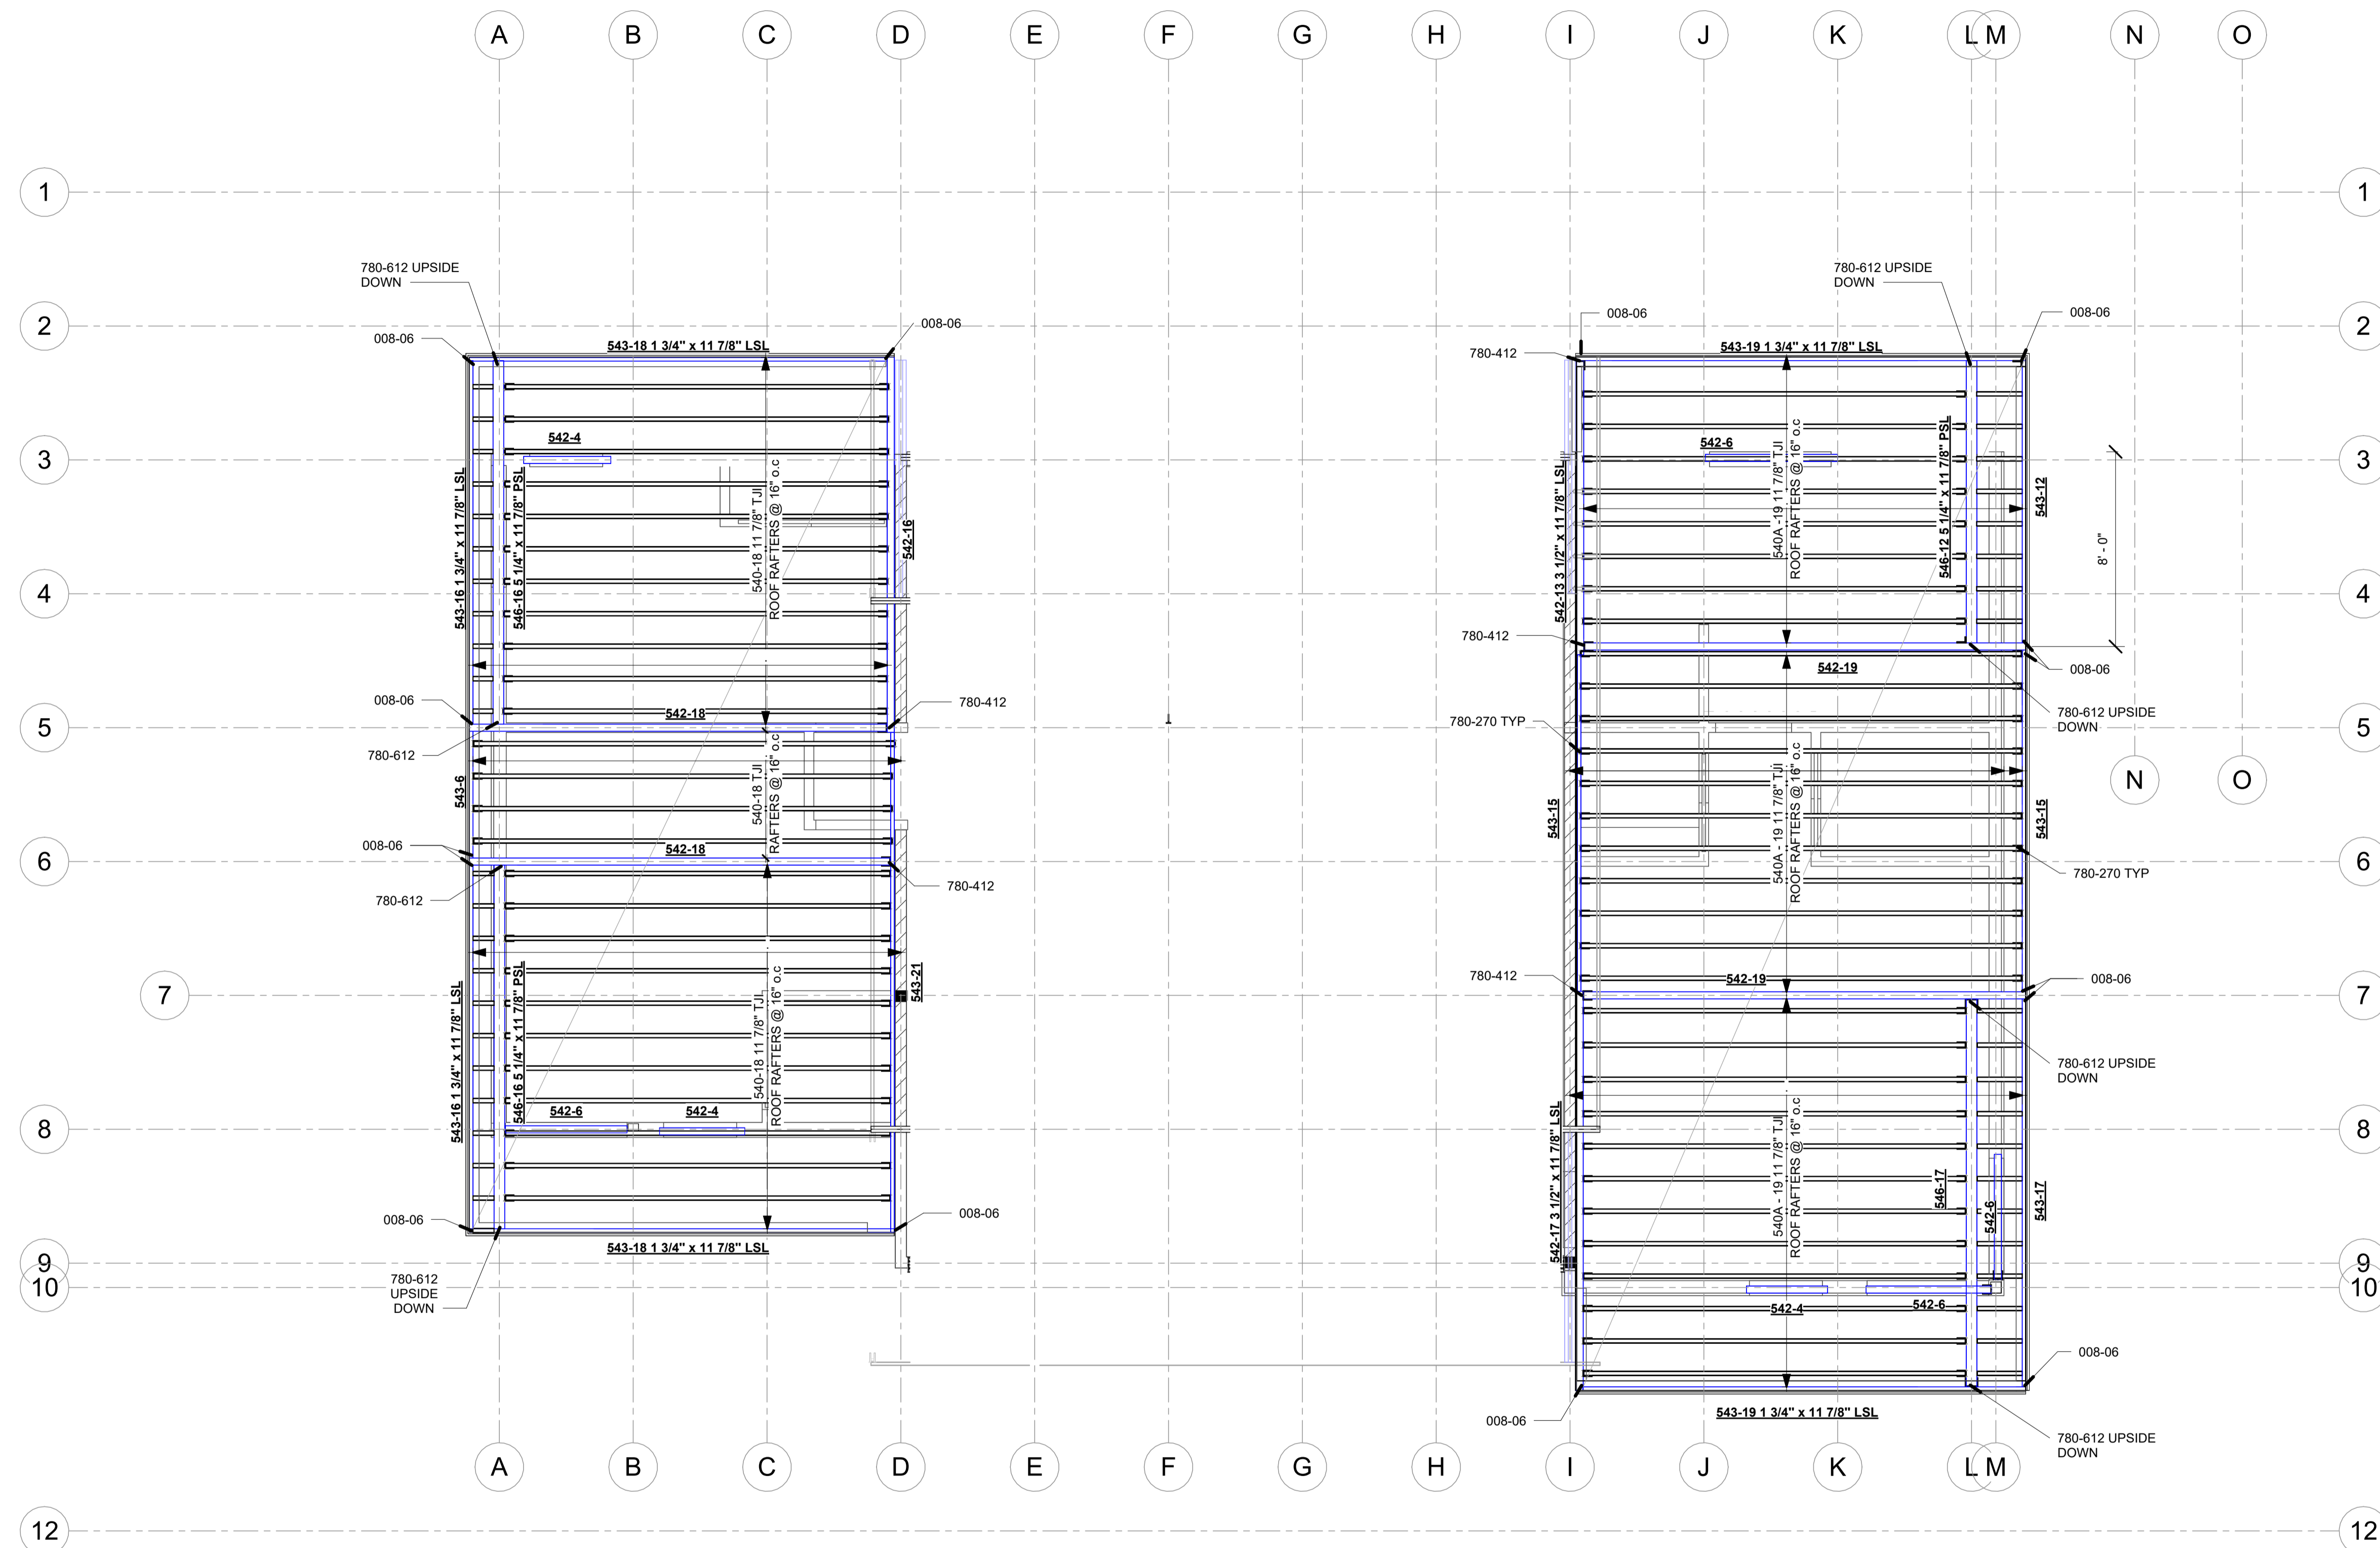 A B C D E F G H I J K L M N O
1 1
780-612 UPSIDE
DOWN
780-612 UPSIDE
DOWN
2 2
008-06
008-06
543-18 1 3/4" x 11 7/8" LSL
008-06
008-06
780-412
543-19 1 3/4" x 11 7/8" LSL
3 3
542-4
542-6
543-16 1 3/4" x 11 7/8" LSL
546-16 5 1/4" x 11 7/8" PSL
540-18 11 7/8" TJI
ROOF RAFTERS @ 16" o.c
542-16
542-13 3 1/2" x 11 7/8" LSL
540A -19 11 7/8" TJI
ROOF RAFTERS @ 16" o.c
546-12 5 1/4" x 11 7/8" PSL
543-12
8' - 0"
4 4
780-412
542-19
008-06
008-06
542-18
780-412
780-270 TYP
780-612 UPSIDE
DOWN
5 5
780-612
543-6
540-18 TJI
RAFTERS @ 16" o.c
N O
543-15
540A - 19 11 7/8" TJI
ROOF RAFTERS @ 16" o.c
543-15
008-06
542-18
6 6
780-612
780-412
780-270 TYP
7 7
780-412
542-19
008-06
543-16 1 3/4" x 11 7/8" LSL
546-16 5 1/4" x 11 7/8" PSL
540-18 11 7/8" TJI
ROOF RAFTERS @ 16" o.c
543-21
780-612 UPSIDE
DOWN
542-6
542-4
8 8
542-17 3 1/2" x 11 7/8" LSL
540A - 19 11 7/8" TJI
ROOF RAFTERS @ 16" o.c
546-17
542-6
543-17
008-06
008-06
543-18 1 3/4" x 11 7/8" LSL
9 9
10 10
780-612
UPSIDE
DOWN
542-4
542-6
008-06
008-06
543-19 1 3/4" x 11 7/8" LSL
780-612 UPSIDE
DOWN
A B C D E F G H I J K L M
12 12